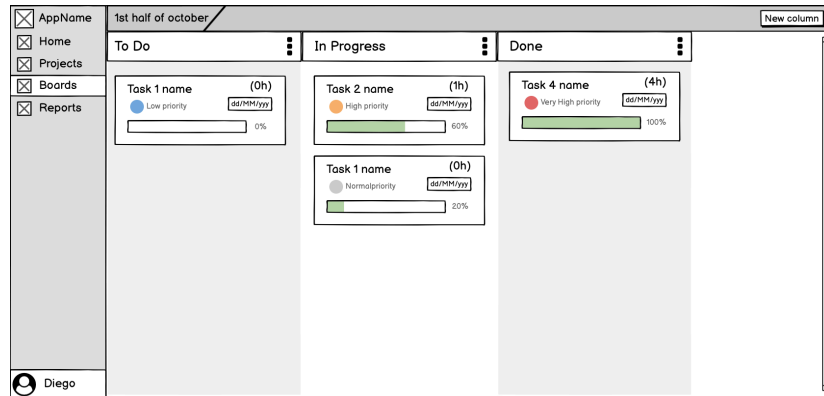 AppName
Home
Projects
Boards
Reports
Diego
1st half of october
New column
To Do
Task 1 name
(0h)
Low priority
dd/MM/yyy
0%
In Progress
Task 2 name
(1h)
High priority
dd/MM/yyy
60%
Task 1 name
(0h)
Normalpriority
dd/MM/yyy
20%
Done
Task 4 name
(4h)
Very High priority
dd/MM/yyy
100%